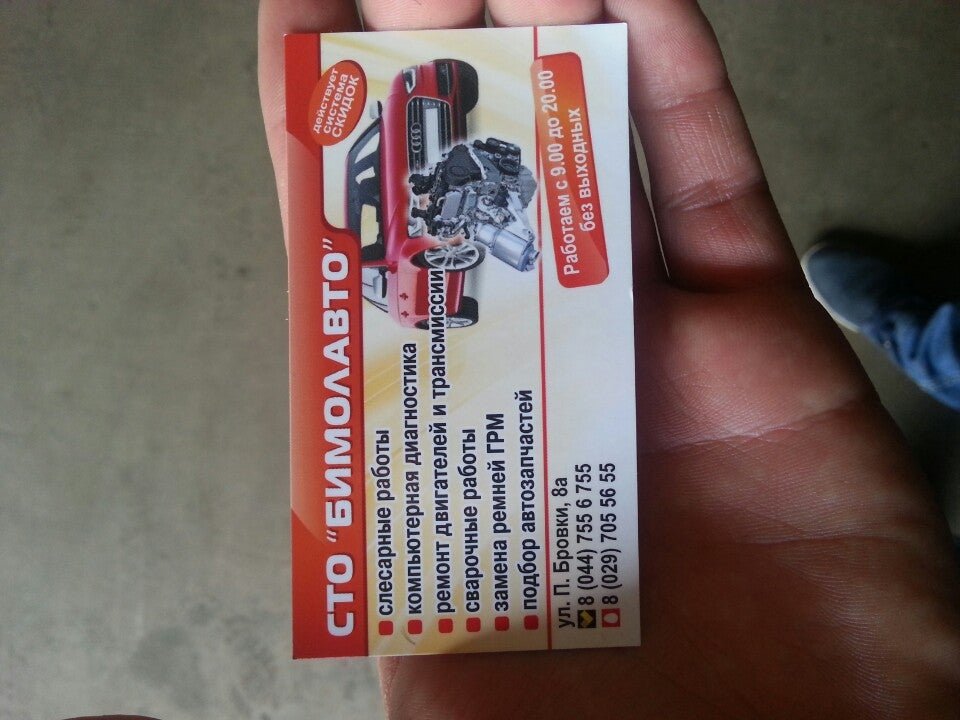 СТО "БИМОЛАВТО"
действует
система
СКИДОК
слесарные работы
компьютерная диагностика
ремонт двигателей и трансмиссии
сварочные работы
замена ремней ГРМ
подбор автозапчастей
Работаем с 9.00 до 20.00
без выходных
ул. П. Бровки, 8а
8 (044) 755 6 755
8 (029) 705 56 55